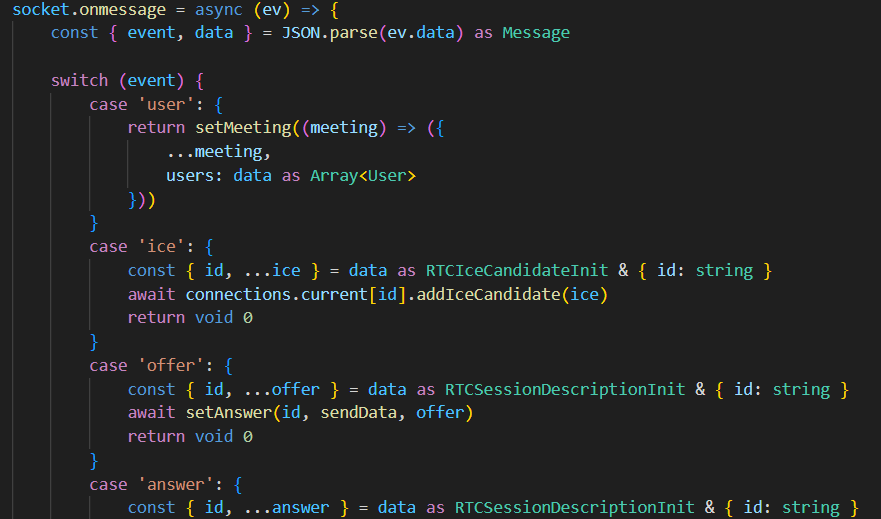 socket.onmessage = async (ev) => {
const { event, data } = JSON.parse(ev.data) as Message
switch (event) {
case 'user': {
return setMeeting((meeting) => ({
...meeting,
users: data as Array<User>
}))
}
case 'ice': {
const { id, ...ice } = data as RTCIceCandidateInit & { id: string }
await connections.current[id].addIceCandidate(ice)
return void 0
}
case 'offer': {
const { id, ...offer } = data as RTCSessionDescriptionInit & { id: string }
await setAnswer(id, sendData, offer)
return void 0
}
case 'answer': {
const { id, ...answer } = data as RTCSessionDescriptionInit & { id: string }